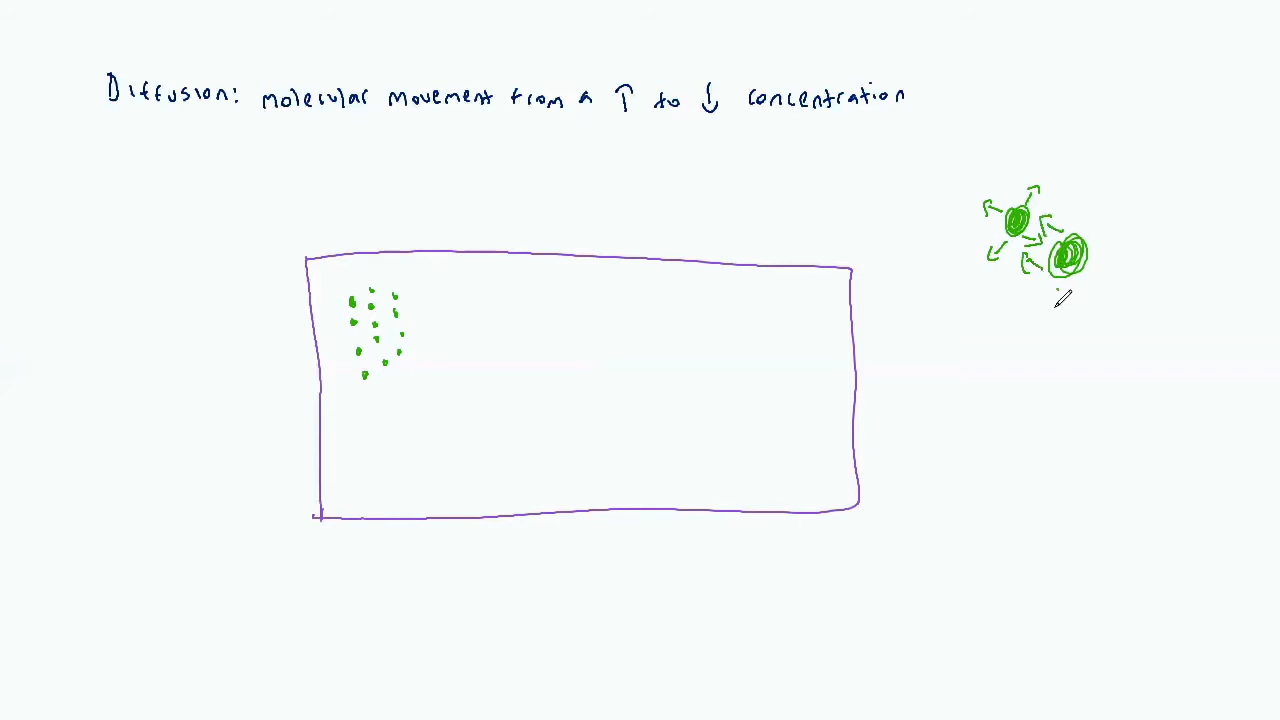 Diffusion: molecular movement from a ↑ to ↓ concentration